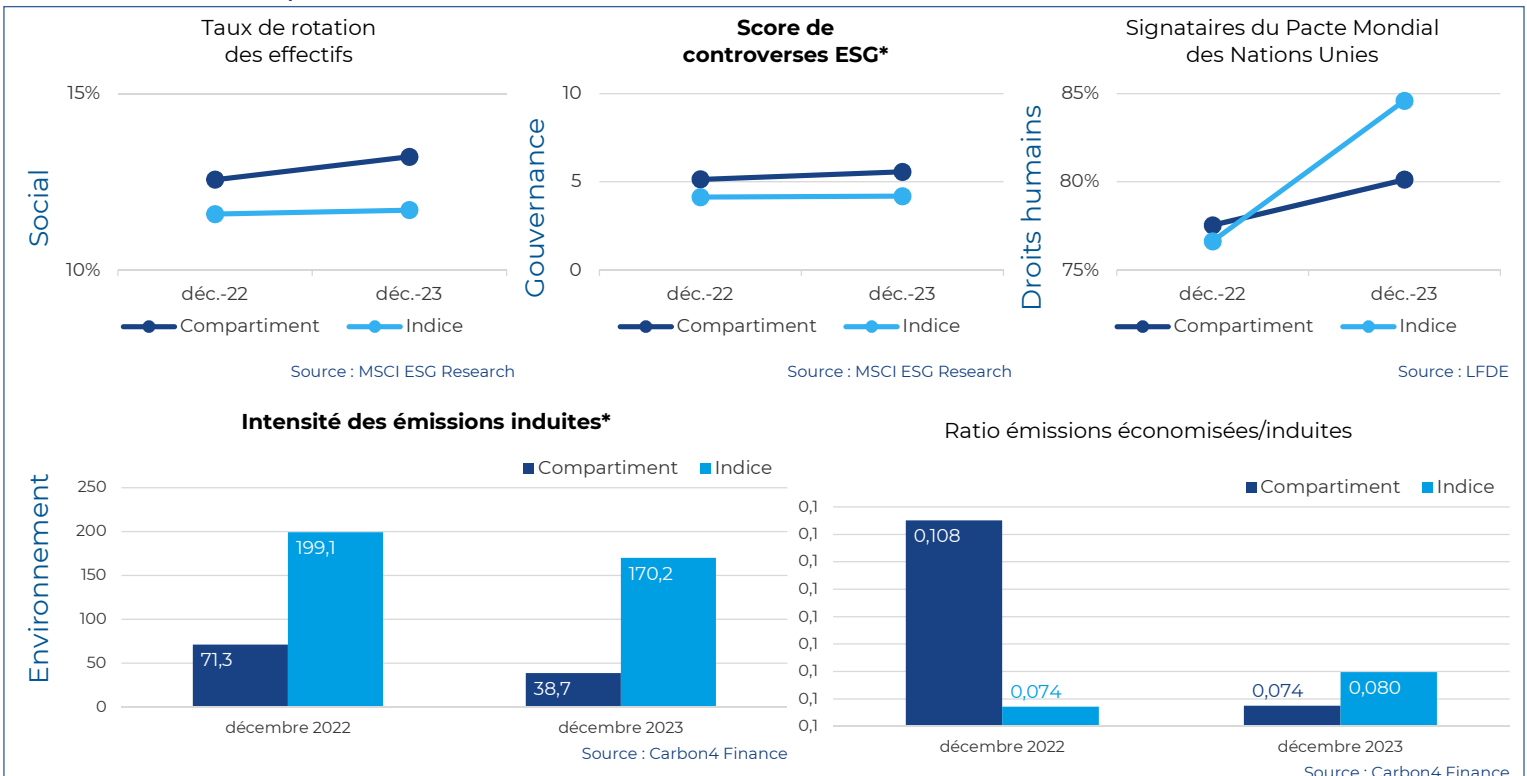 Taux de rotation
des effectifs
15%
10%
Social
déc.-22
déc.-23
Compartiment
Indice
Source : MSCI ESG Research
Score de
controverses ESG*
10
5
0
Gouvernance
déc.-22
déc.-23
Compartiment
Indice
Source : MSCI ESG Research
Signataires du Pacte Mondial
des Nations Unies
85%
80%
75%
Droits humains
déc.-22
déc.-23
Compartiment
Indice
Source : LFDE
Intensité des émissions induites*
Compartiment
Indice
Environnement
250
200
150
100
50
0
71,3
199,1
38,7
170,2
décembre 2022
décembre 2023
Source : Carbon4 Finance
Ratio émissions économisées/induites
Compartiment
Indice
0,1
0,1
0,1
0,1
0,1
0,1
0,1
0,1
0,1
0,108
0,074
0,074
0,080
décembre 2022
décembre 2023
Source : Carbon4 Finance